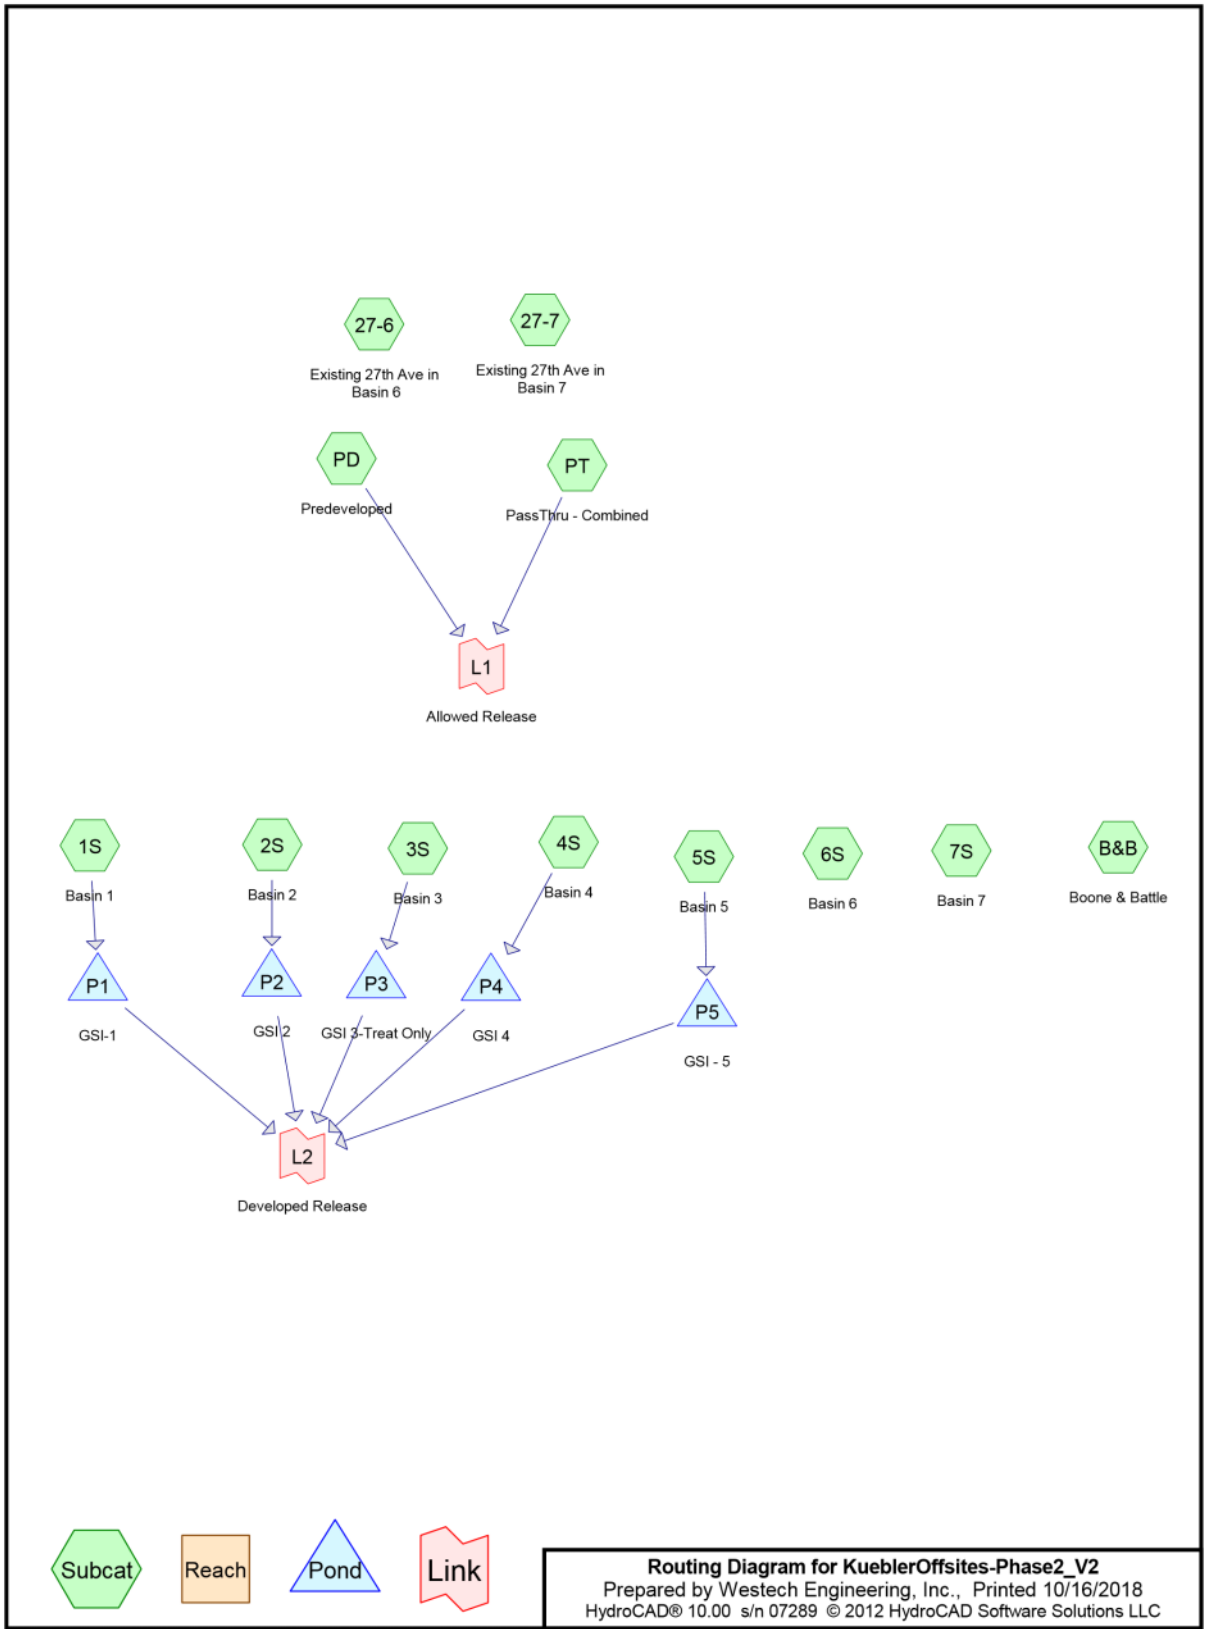 27-6
27-7
Existing 27th Ave in
Basin 6
Existing 27th Ave in
Basin 7
PD
PT
Predeveloped
PassThru - Combined
L1
Allowed Release
1S
2S
3S
4S
5S
6S
7S
B&B
Basin 1
Basin 2
Basin 3
Basin 4
Basin 5
Basin 6
Basin 7
Boone & Battle
P1
P2
P3
P4
P5
GSI-1
GSI 2
GSI 3-Treat Only
GSI 4
GSI - 5
L2
Developed Release
Subcat
Reach
Pond
Link
Routing Diagram for KueblerOffsites-Phase2_V2
Prepared by Westech Engineering, Inc., Printed 10/16/2018
HydroCAD® 10.00 s/n 07289 © 2012 HydroCAD Software Solutions LLC